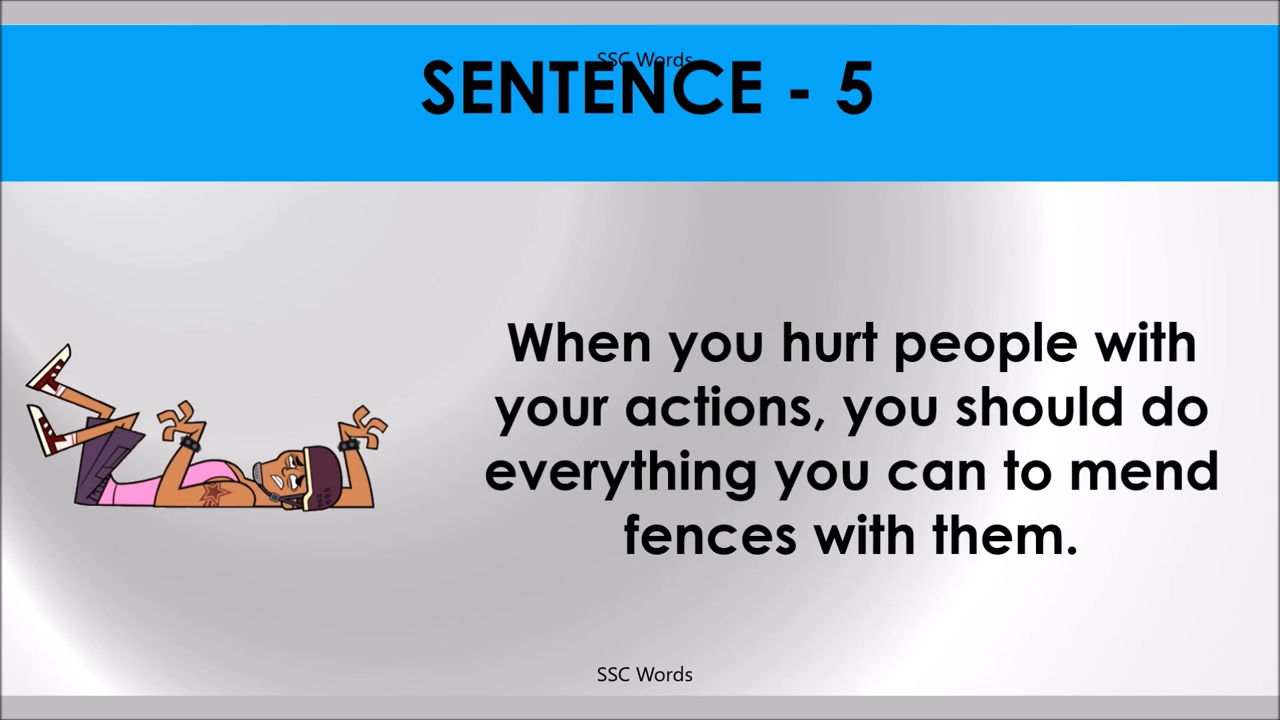 SSC Words
SENTENCE - 5
When you hurt people with
your actions, you should do
everything you can to mend
fences with them.
SSC Words